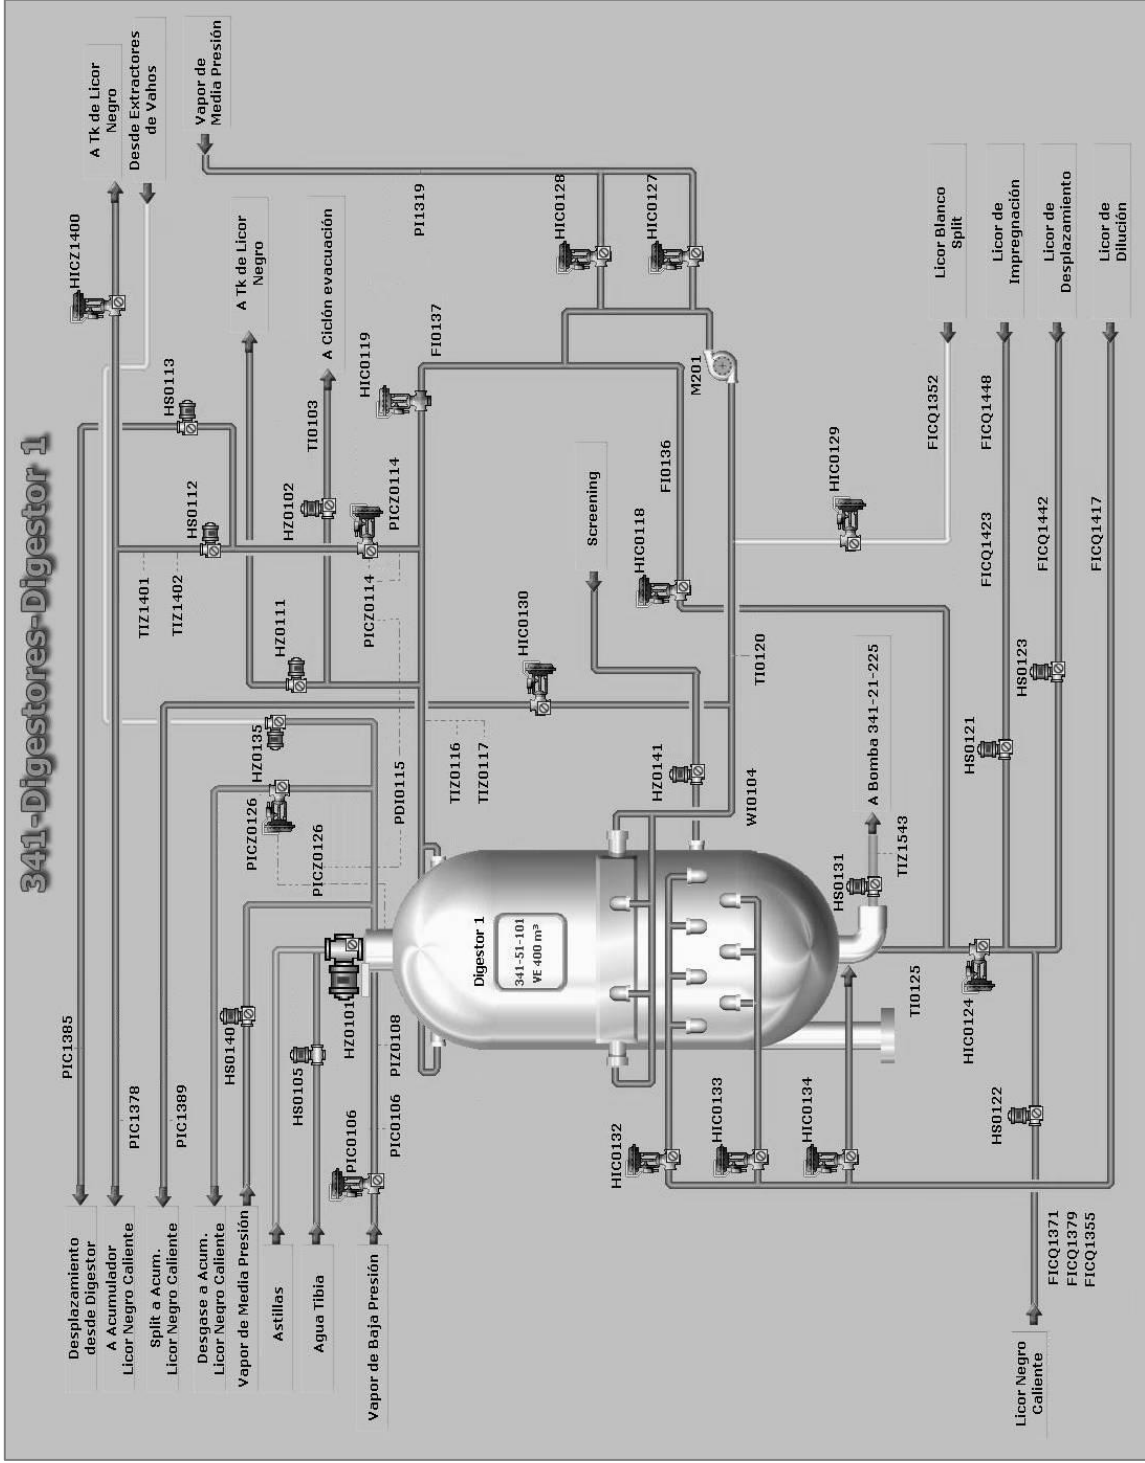 341-Digestores-Digestor 1
Desplazamiento
desde Digestor
A Acumulador
Licor Negro Caliente
Split a Acum.
Licor Negro Caliente
Desgase a Acum.
Licor Negro Caliente
Vapor de Media Presión
Astillas
Agua Tibia
Vapor de Baja Presión
Licor Negro
Caliente
PIC1385
PIC1378
PIC1389
HS0140
HS0105
PIC0106
PIC0106
HZ0101
PIZ0108
PICZ0126
PICZ0126
HZ0135
PDI0115
TIZ1401
TIZ1402
HS0112
HS0113
HZ0111
HZ0102
TI0103
PICZ0114
PICZ0114
TIZ0116
TIZ0117
HICZ1400
A Tk de Licor
Negro
Desde Extractores
de Vahos
Vapor de
Media Presión
A Tk de Licor
Negro
A Ciclón evacuación
HIC0119
FI0137
PI1319
HIC0128
HIC0127
M201
HIC0130
Screening
FI0136
HIC0118
HZ0141
WI0104
TI0120
HIC0129
Digestor 1
341-51-101
VE 400 m³
HIC0132
HIC0133
HIC0134
HS0131
TIZ1543
A Bomba 341-21-225
TI0125
HIC0124
HS0122
HS0121
HS0123
FICQ1371
FICQ1379
FICQ1355
FICQ1352
FICQ1448
FICQ1423
FICQ1442
FICQ1417
Licor Blanco
Split
Licor de
Impregnación
Licor de
Desplazamiento
Licor de
Dilución